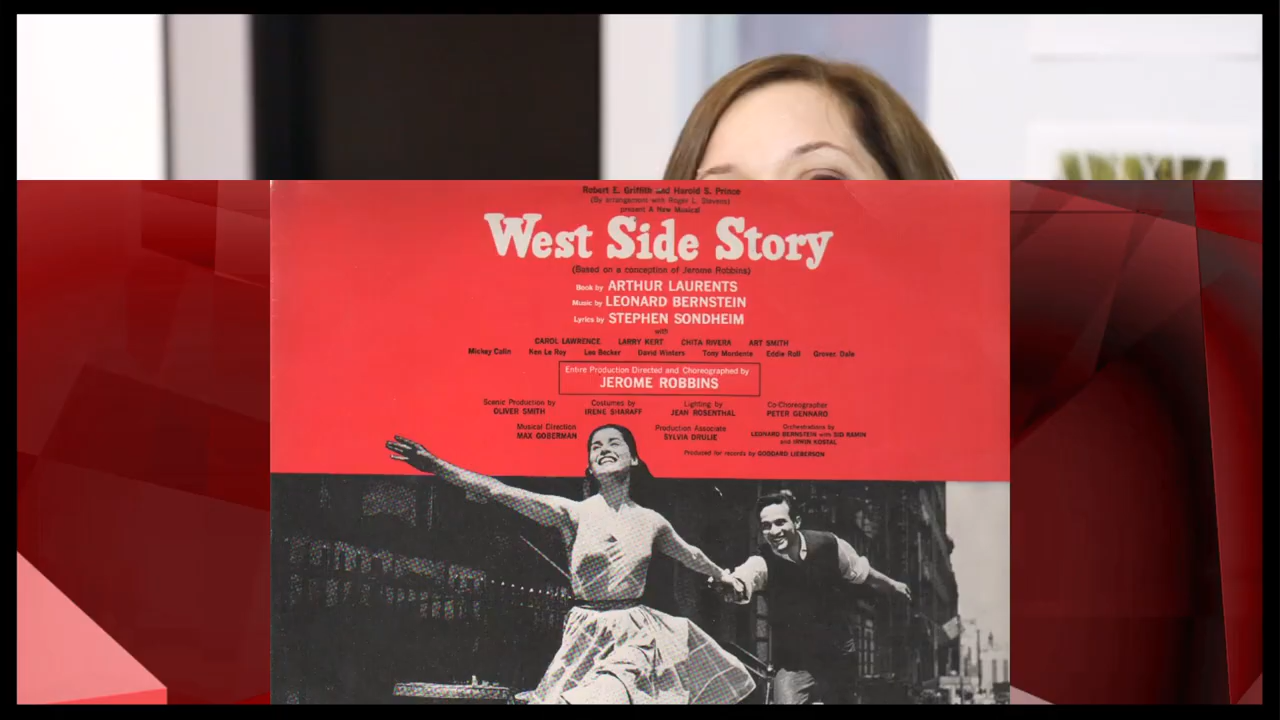 Robert E. Griffith and Harold S. Prince
(By arrangement with Roger L. Stevens)
present A New Musical
West Side Story
(Based on a conception of Jerome Robbins)
Book by ARTHUR LAURENTS
Music by LEONARD BERNSTEIN
Lyrics by STEPHEN SONDHEIM
with
CAROL LAWRENCE LARRY KERT CHITA RIVERA ART SMITH
Mickey Calin Ken Le Roy Lee Becker David Winters Tony Mordente Eddie Roll Grover Dale
Entire Production Directed and Choreographed by
JEROME ROBBINS
Scenic Production by Costumes by Lighting by Co-Choreographer
OLIVER SMITH IRENE SHARAFF JEAN ROSENTHAL PETER GENNARO
Musical Direction Production Associate Orchestrations by
MAX GOBERMAN SYLVIA DRULIE LEONARD BERNSTEIN with SID RAMIN
and IRWIN KOSTAL
Produced for records by GODDARD LIEBERSON